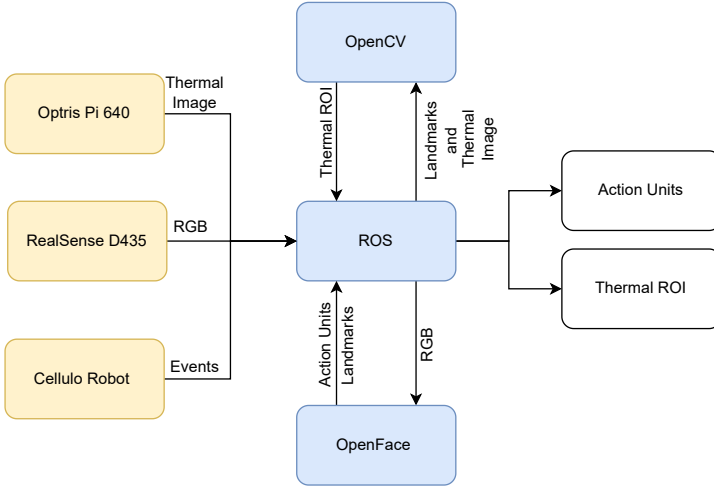 OpenCV
Thermal
Image
Optris Pi 640
Thermal ROI
Landmarks
and
Thermal
Image
Action Units
RealSense D435
RGB
ROS
Thermal ROI
Action Units
Landmarks
RGB
Cellulo Robot
Events
OpenFace